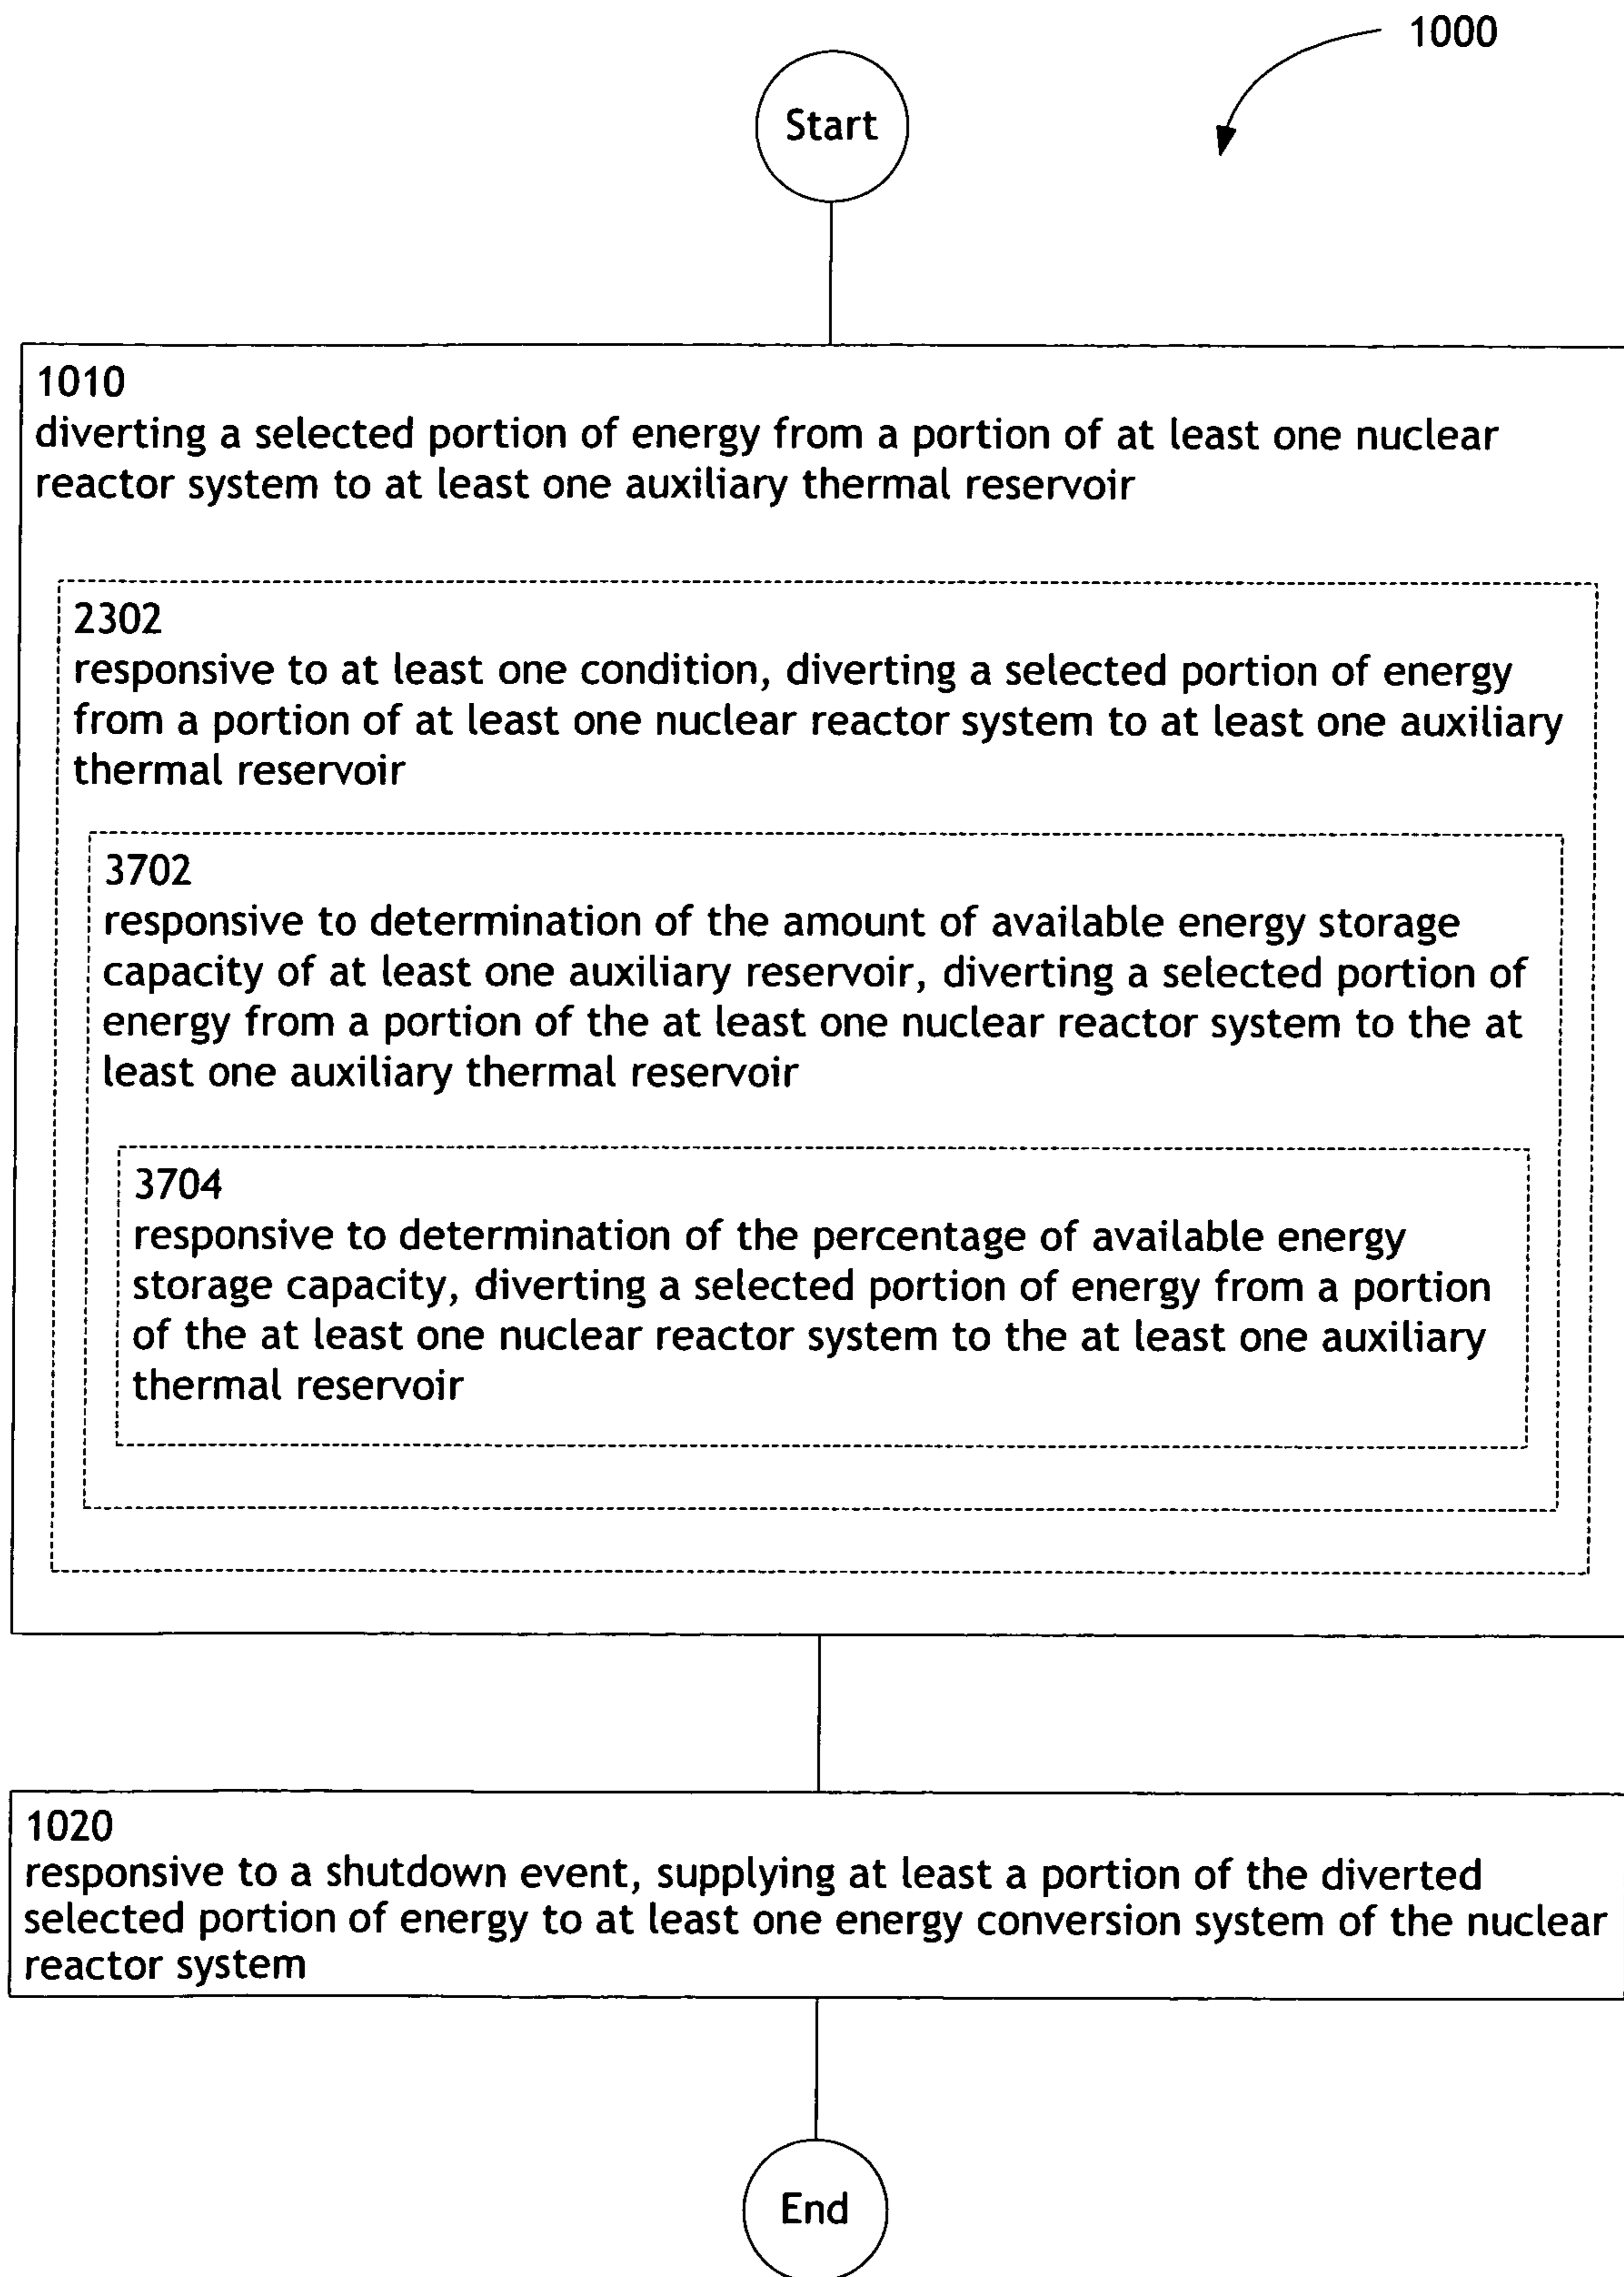 1000
Start
1010
diverting a selected portion of energy from a portion of at least one nuclear
reactor system to at least one auxiliary thermal reservoir
2302
responsive to at least one condition, diverting a selected portion of energy
from a portion of at least one nuclear reactor system to at least one auxiliary
thermal reservoir
3702
responsive to determination of the amount of available energy storage
capacity of at least one auxiliary reservoir, diverting a selected portion of
energy from a portion of the at least one nuclear reactor system to the at
least one auxiliary thermal reservoir
3704
responsive to determination of the percentage of available energy
storage capacity, diverting a selected portion of energy from a portion
of the at least one nuclear reactor system to the at least one auxiliary
thermal reservoir
1020
responsive to a shutdown event, supplying at least a portion of the diverted
selected portion of energy to at least one energy conversion system of the nuclear
reactor system
End